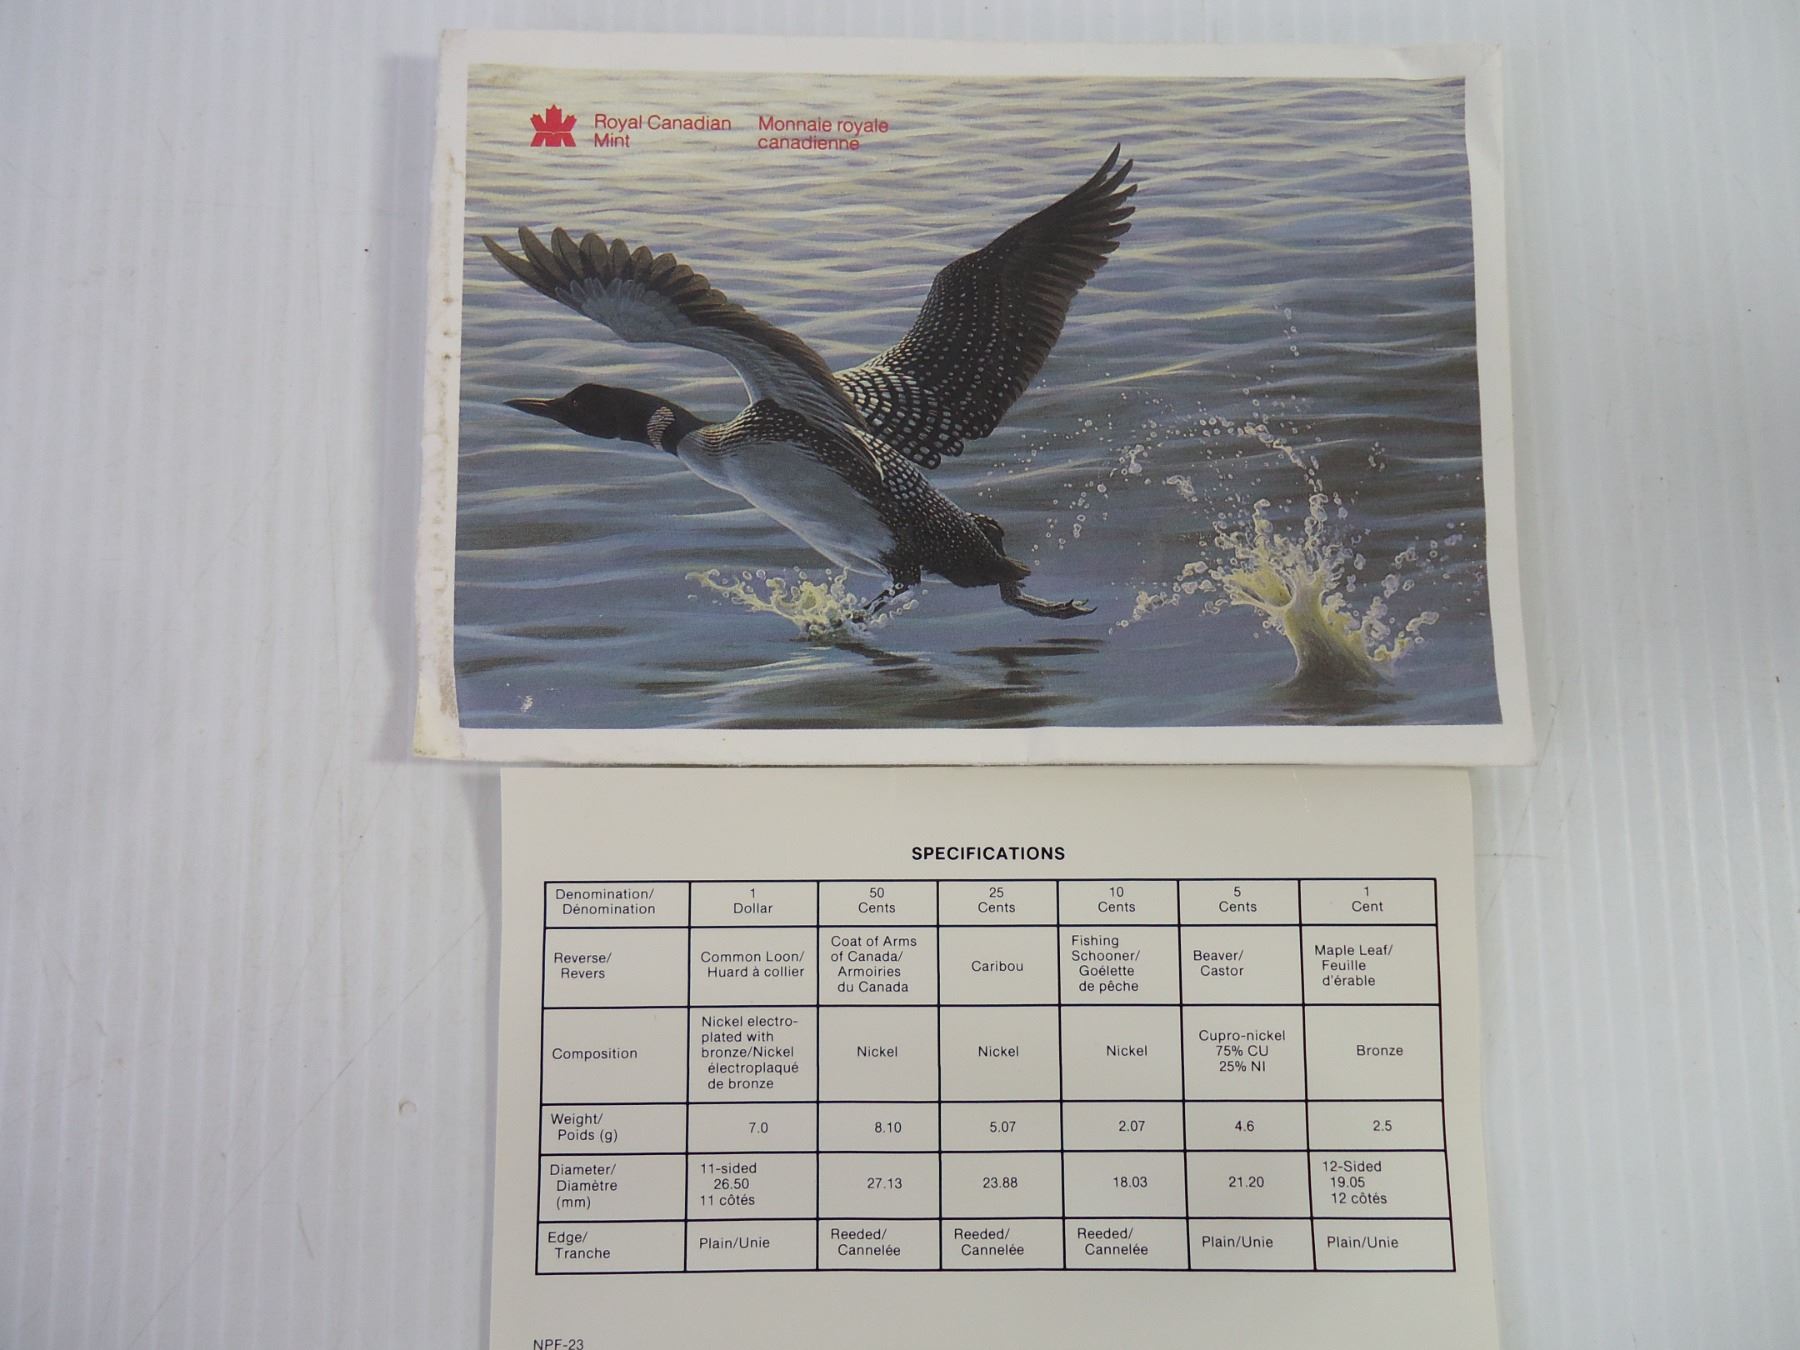 Royal Canadian
Mint
Monnaie royale
canadienne
SPECIFICATIONS
Denomination/
Dénomination
1
Dollar
50
Cents
25
Cents
10
Cents
5
Cents
1
Cent
Reverse/
Revers
Common Loon/
Huard à collier
Coat of Arms
of Canada/
Armoiries
du Canada
Caribou
Fishing
Schooner/
Goélette
de pêche
Beaver/
Castor
Maple Leaf/
Feuille
d'érable
Composition
Nickel electro-
plated with
bronze/Nickel
électroplaqué
de bronze
Nickel
Nickel
Nickel
Cupro-nickel
75% CU
25% NI
Bronze
Weight/
Poids (g)
7.0
8.10
5.07
2.07
4.6
2.5
Diameter/
Diamètre
(mm)
11-sided
26.50
11 côtés
27.13
23.88
18.03
21.20
12-Sided
19.05
12 côtés
Edge/
Tranche
Plain/Unie
Reeded/
Cannelée
Reeded/
Cannelée
Reeded/
Cannelée
Plain/Unie
Plain/Unie
NPF-23